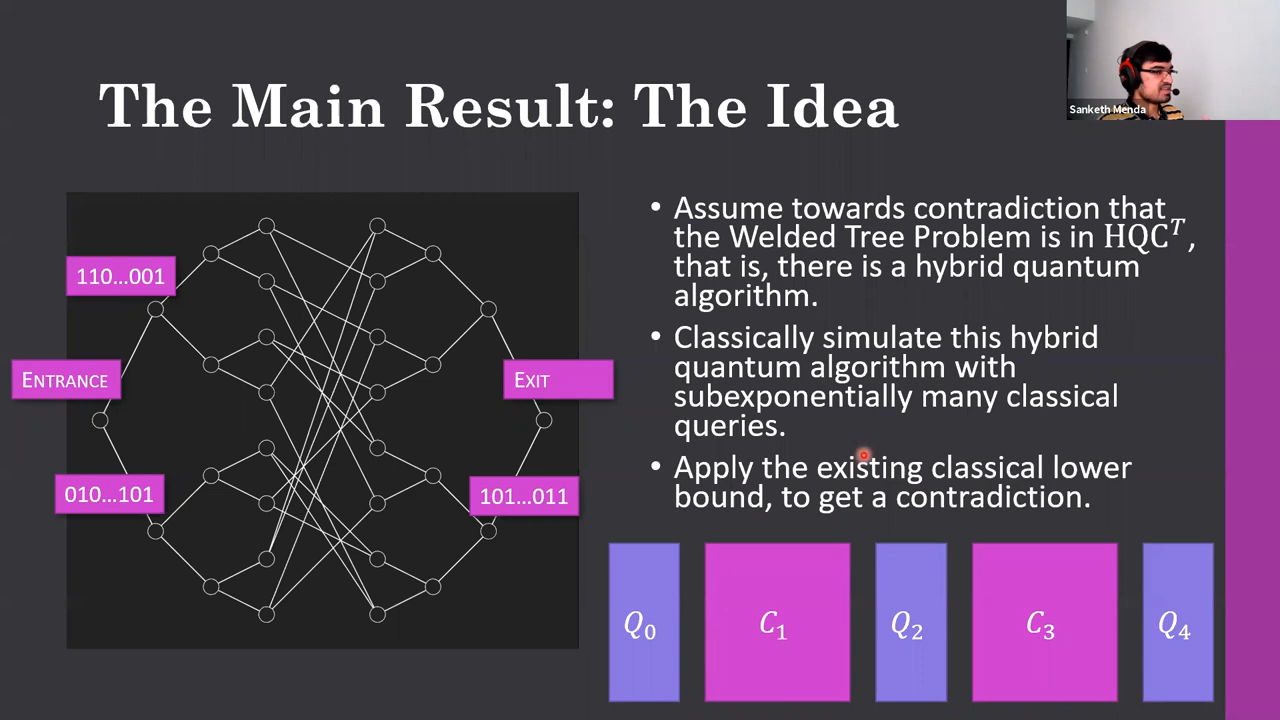 The Main Result: The Idea
Sanketh Menda
110...001
ENTRANCE
010...101
EXIT
101...011
• Assume towards contradiction that
the Welded Tree Problem is in HQCᵀ,
that is, there is a hybrid quantum
algorithm.
• Classically simulate this hybrid
quantum algorithm with
subexponentially many classical
queries.
• Apply the existing classical lower
bound, to get a contradiction.
Q₀ C₁ Q₂ C₃ Q₄